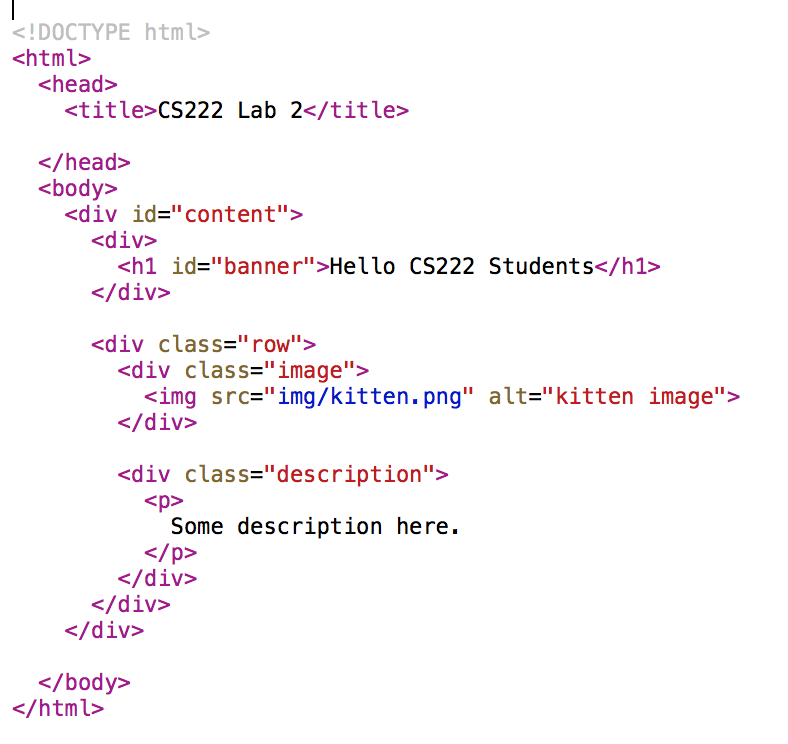 <!DOCTYPE html>
<html>
  <head>
    <title>CS222 Lab 2</title>

  </head>
  <body>
    <div id="content">
      <div>
        <h1 id="banner">Hello CS222 Students</h1>
      </div>

      <div class="row">
        <div class="image">
          <img src="img/kitten.png" alt="kitten image">
        </div>

        <div class="description">
          <p>
            Some description here.
          </p>
        </div>
      </div>
    </div>

  </body>
</html>